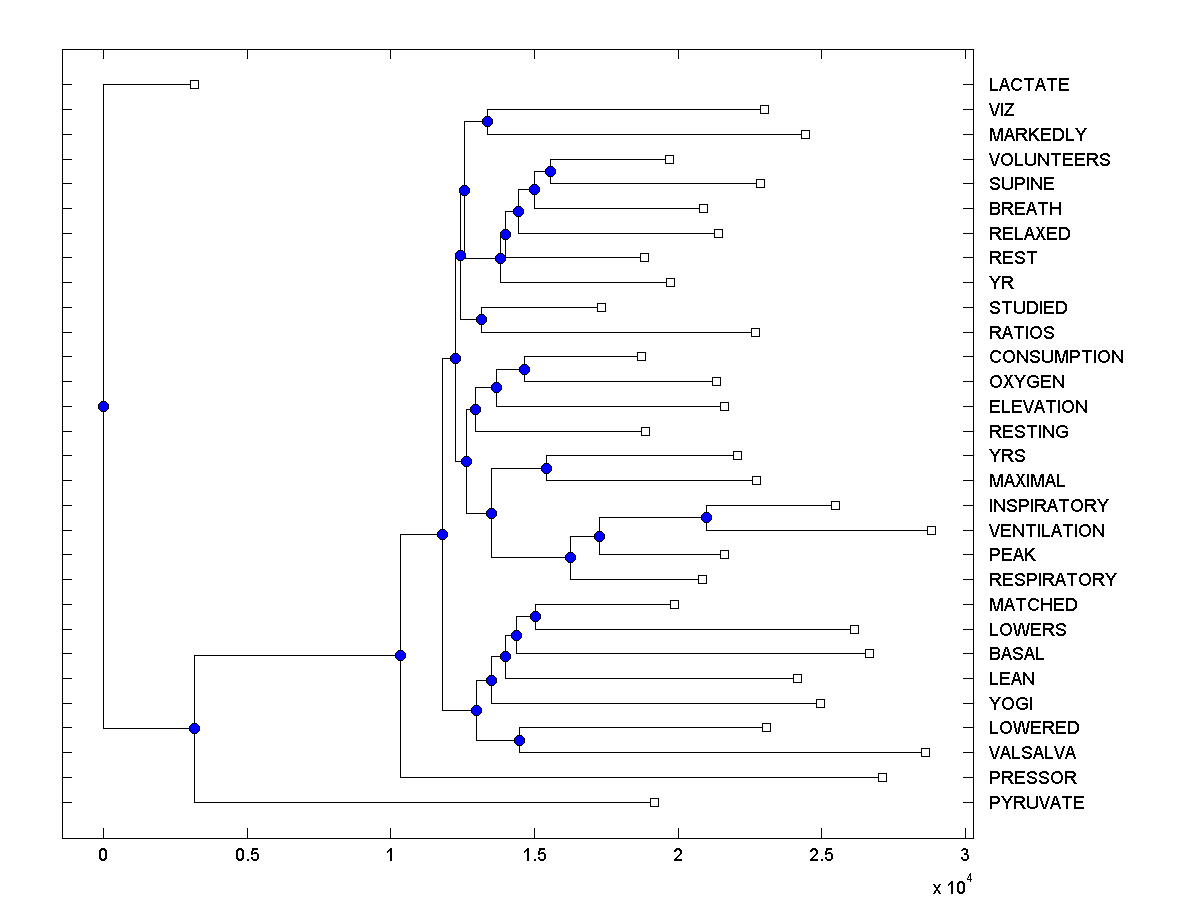 LACTATE
VIZ
MARKEDLY
VOLUNTEERS
SUPINE
BREATH
RELAXED
REST
YR
STUDIED
RATIOS
CONSUMPTION
OXYGEN
ELEVATION
RESTING
YRS
MAXIMAL
INSPIRATORY
VENTILATION
PEAK
RESPIRATORY
MATCHED
LOWERS
BASAL
LEAN
YOGI
LOWERED
VALSALVA
PRESSOR
PYRUVATE
0 0.5 1 1.5 2 2.5 3
x 10^4